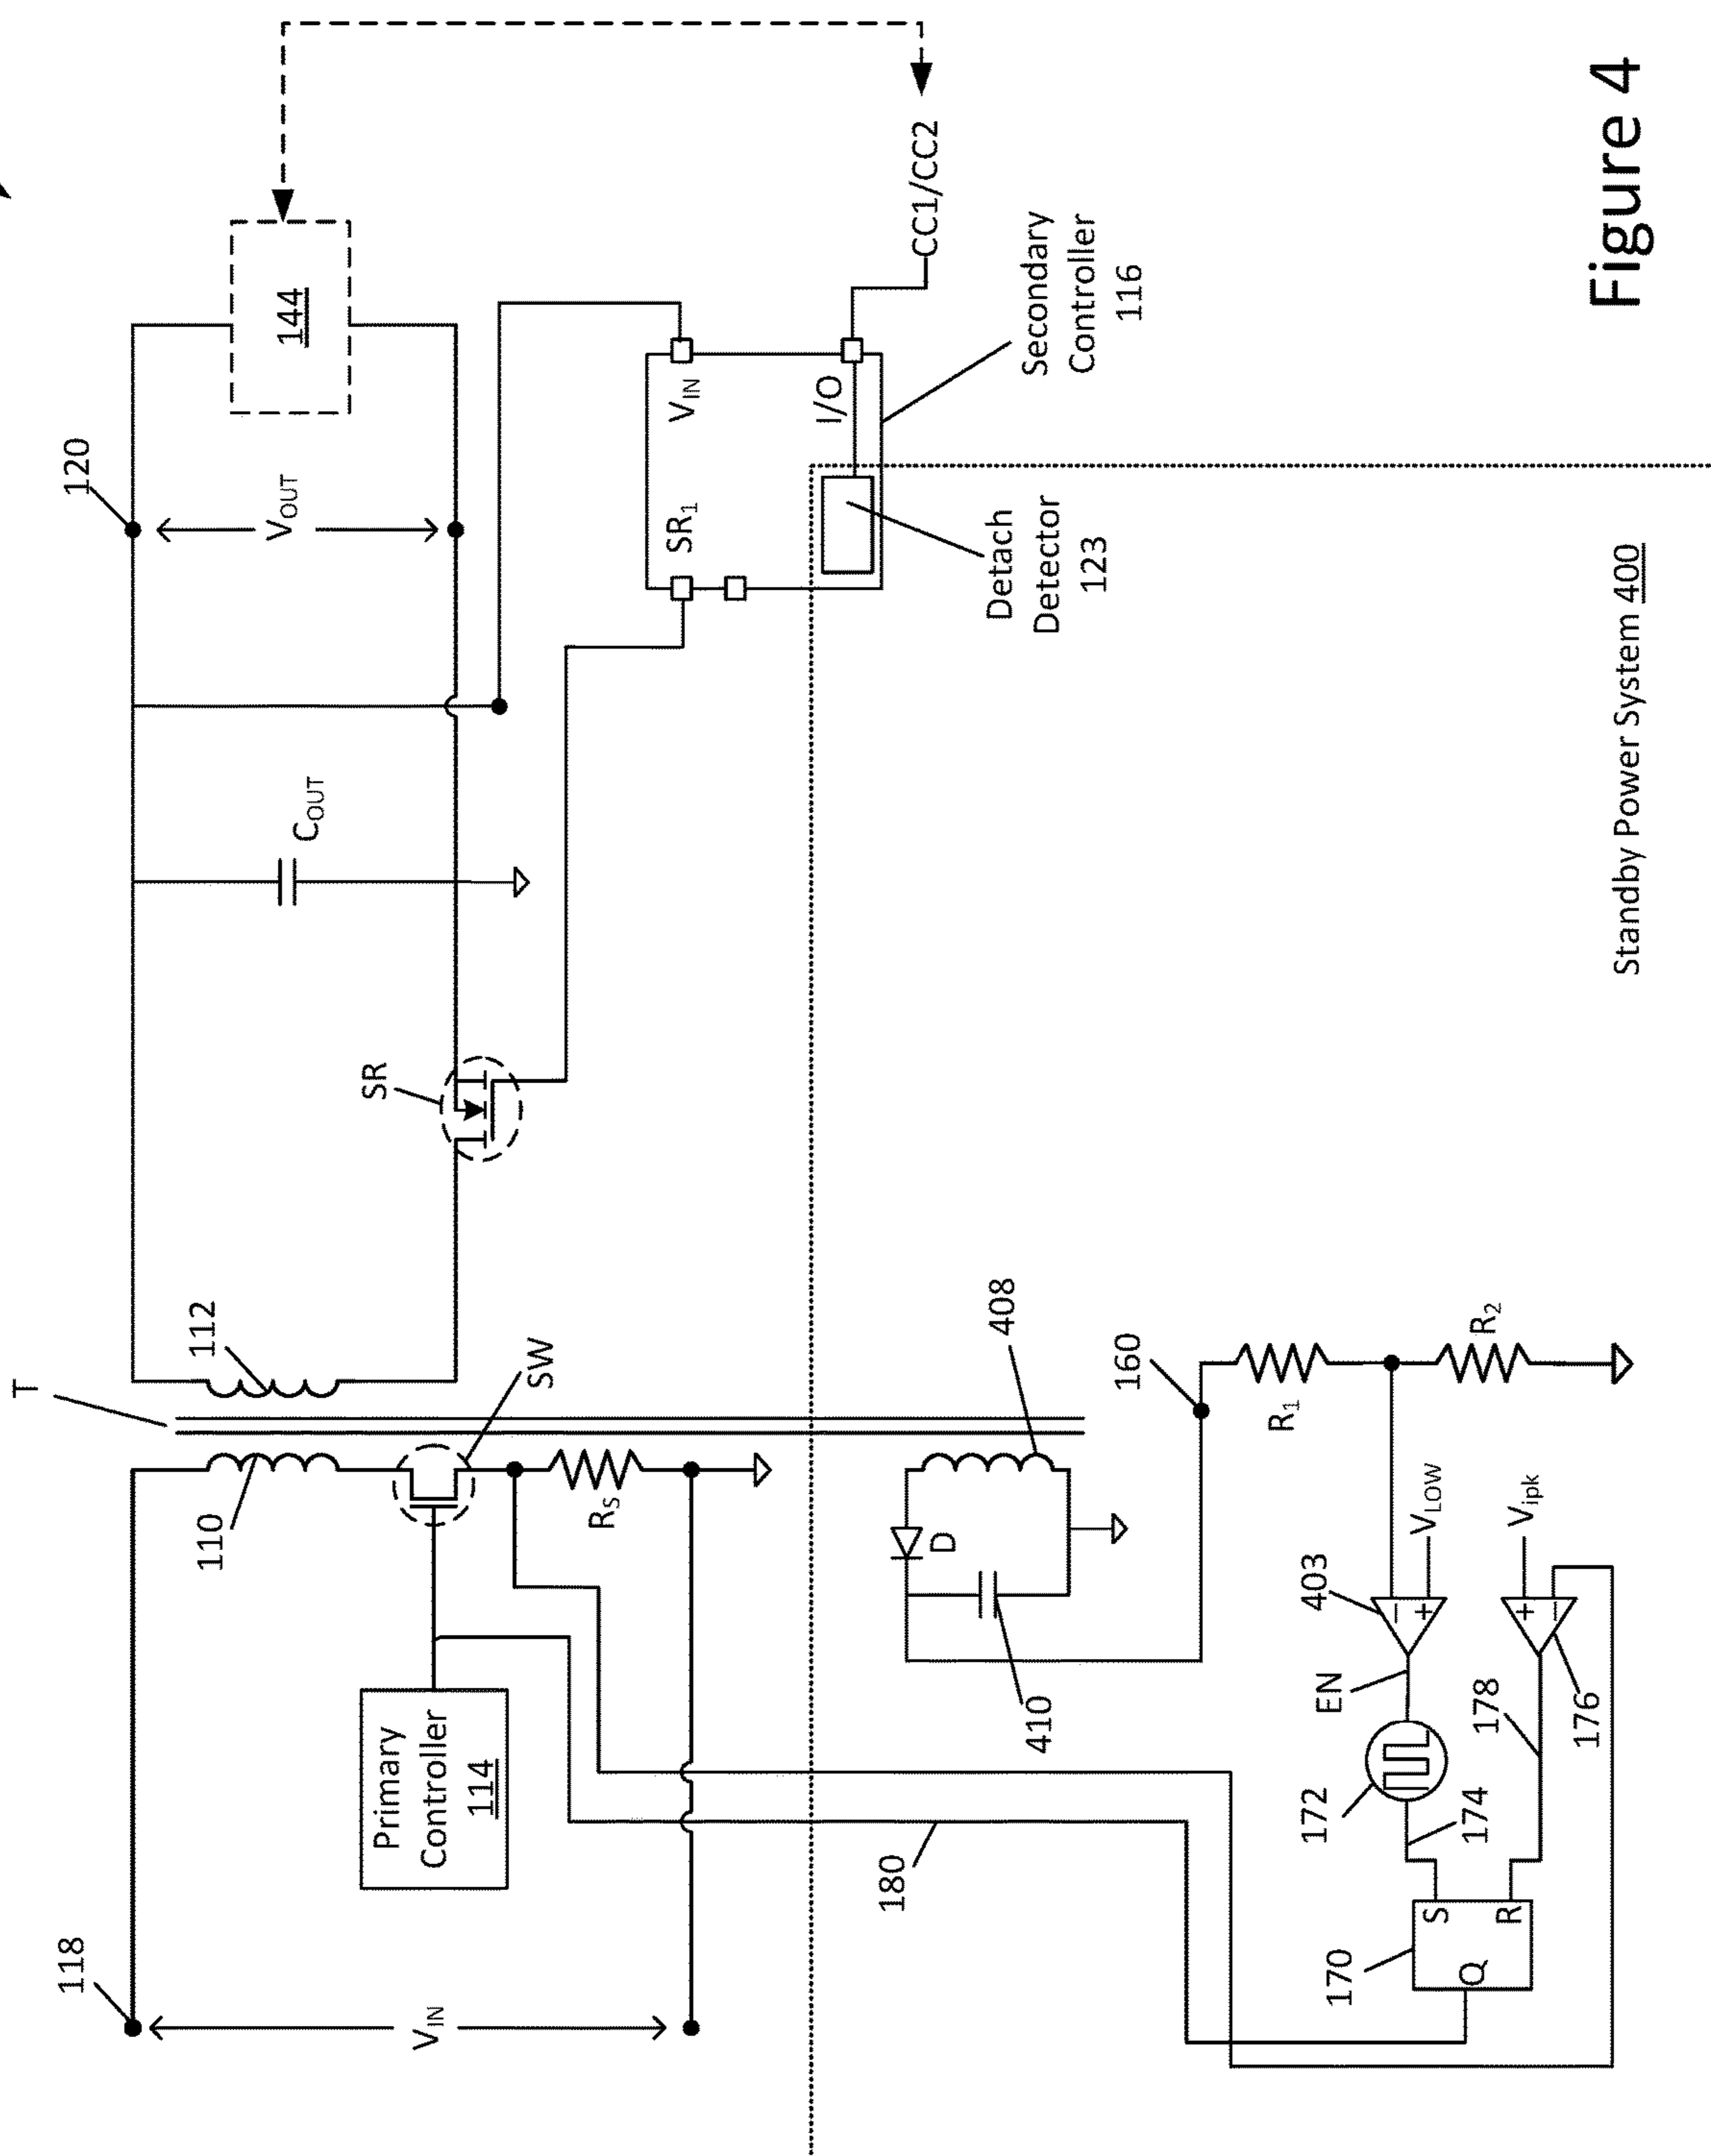 118
V_IN
Primary
Controller
114
110
T
112
SW
R_S
SR
C_OUT
120
V_OUT
144
SR_1
V_IN
I/O
CC1/CC2
Secondary
Controller
116
Detach
Detector
123
180
D
410
408
160
R_1
R_2
403
−
+
V_LOW
EN
172
174
+
−
V_ipk
176
178
170
S
R
Q
Standby Power System 400
Figure 4